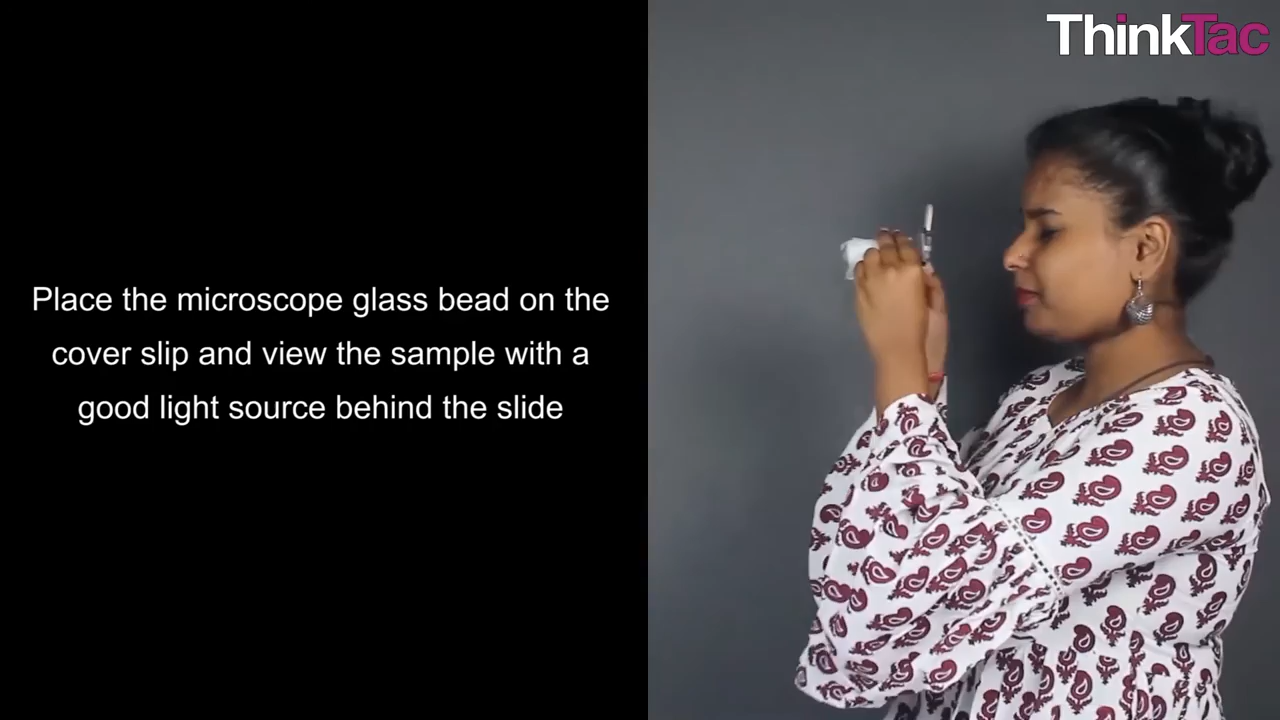 ThinkTac
Place the microscope glass bead on the
cover slip and view the sample with a
good light source behind the slide